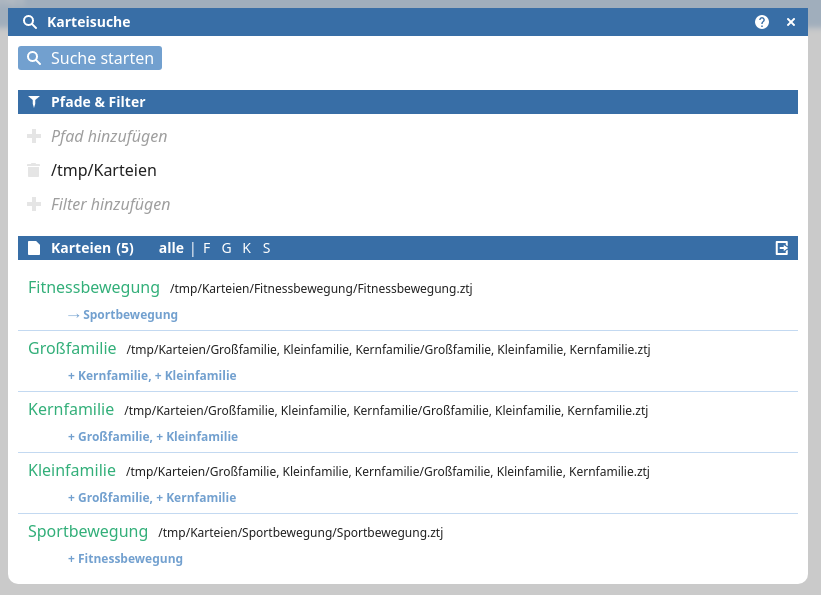 Karteisuche
Suche starten
Pfade & Filter
Pfad hinzufügen
/tmp/Karteien
Filter hinzufügen
Karteien (5) alle | F G K S
Fitnessbewegung /tmp/Karteien/Fitnessbewegung/Fitnessbewegung.ztj
→ Sportbewegung
Großfamilie /tmp/Karteien/Großfamilie, Kleinfamilie, Kernfamilie/Großfamilie, Kleinfamilie, Kernfamilie.ztj
+ Kernfamilie, + Kleinfamilie
Kernfamilie /tmp/Karteien/Großfamilie, Kleinfamilie, Kernfamilie/Großfamilie, Kleinfamilie, Kernfamilie.ztj
+ Großfamilie, + Kleinfamilie
Kleinfamilie /tmp/Karteien/Großfamilie, Kleinfamilie, Kernfamilie/Großfamilie, Kleinfamilie, Kernfamilie.ztj
+ Großfamilie, + Kernfamilie
Sportbewegung /tmp/Karteien/Sportbewegung/Sportbewegung.ztj
+ Fitnessbewegung